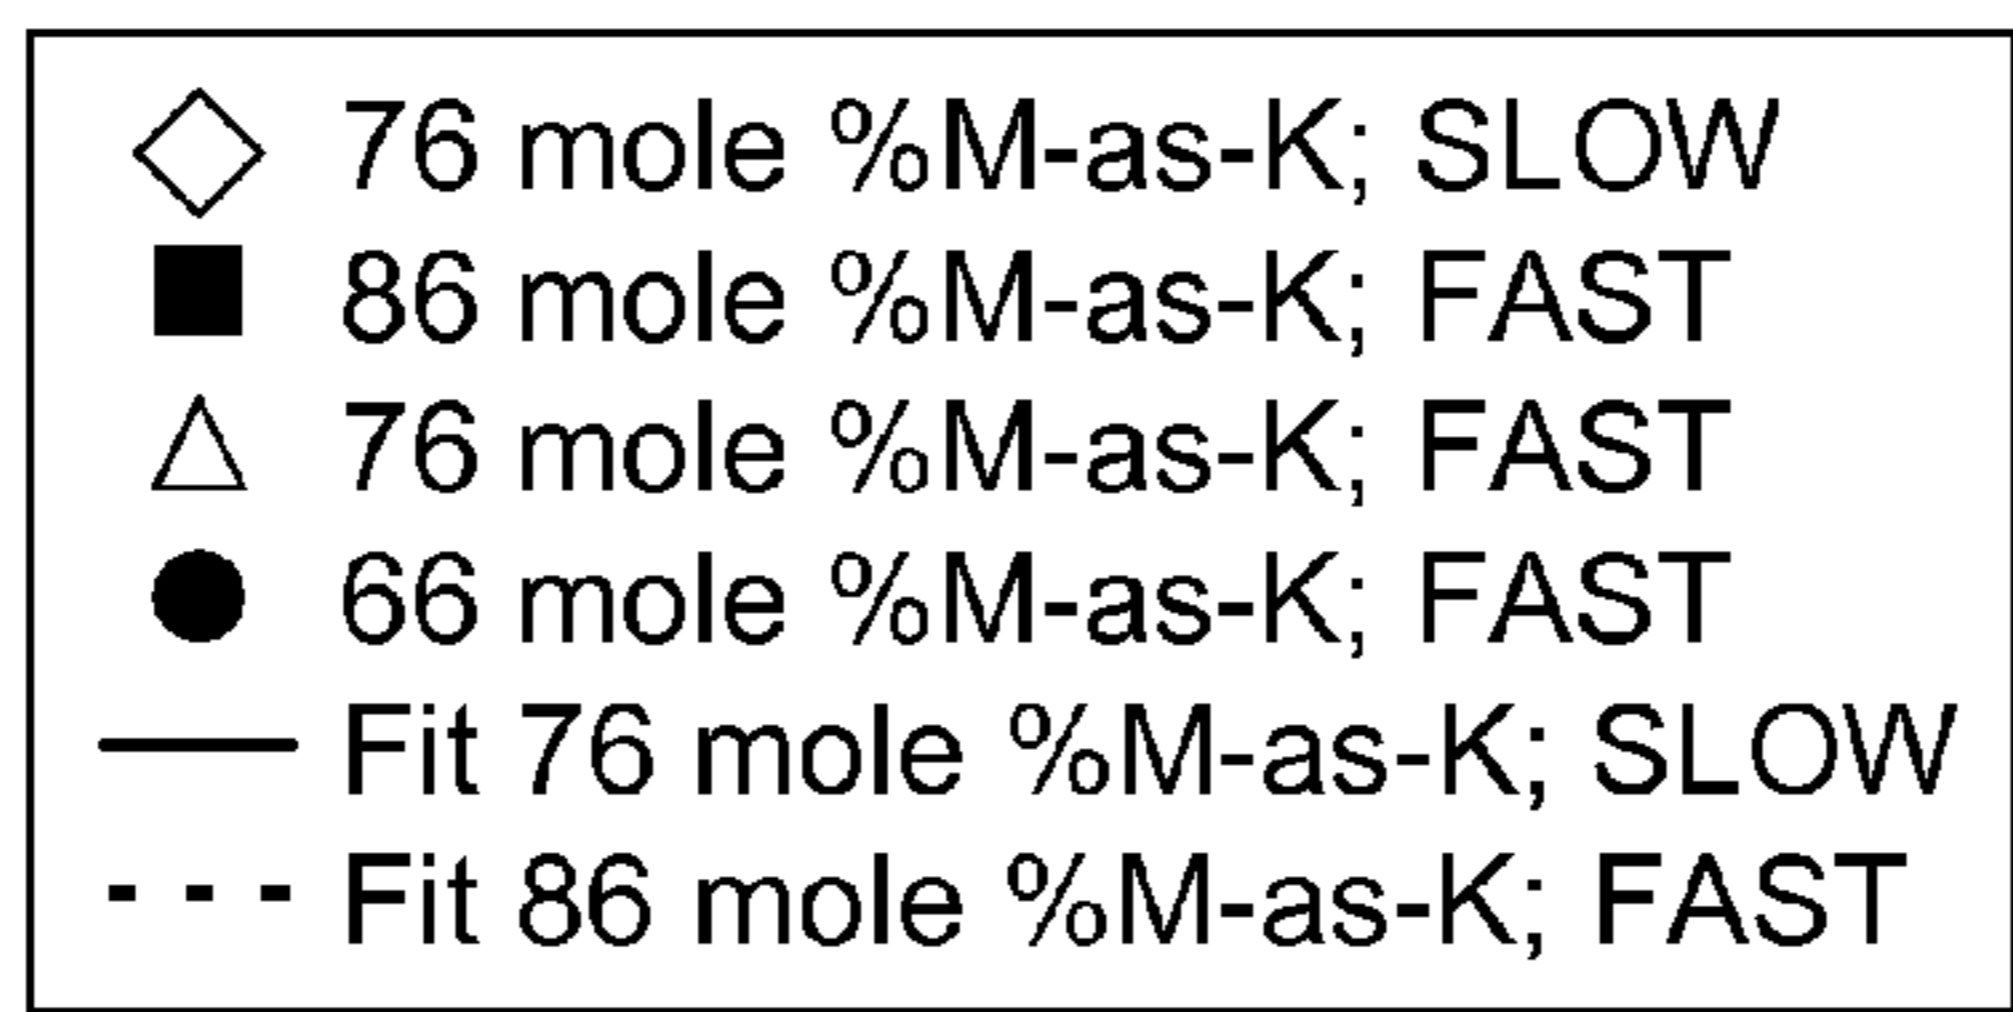 76 mole %M-as-K; SLOW
86 mole %M-as-K; FAST
76 mole %M-as-K; FAST
66 mole %M-as-K; FAST
Fit 76 mole %M-as-K; SLOW
Fit 86 mole %M-as-K; FAST